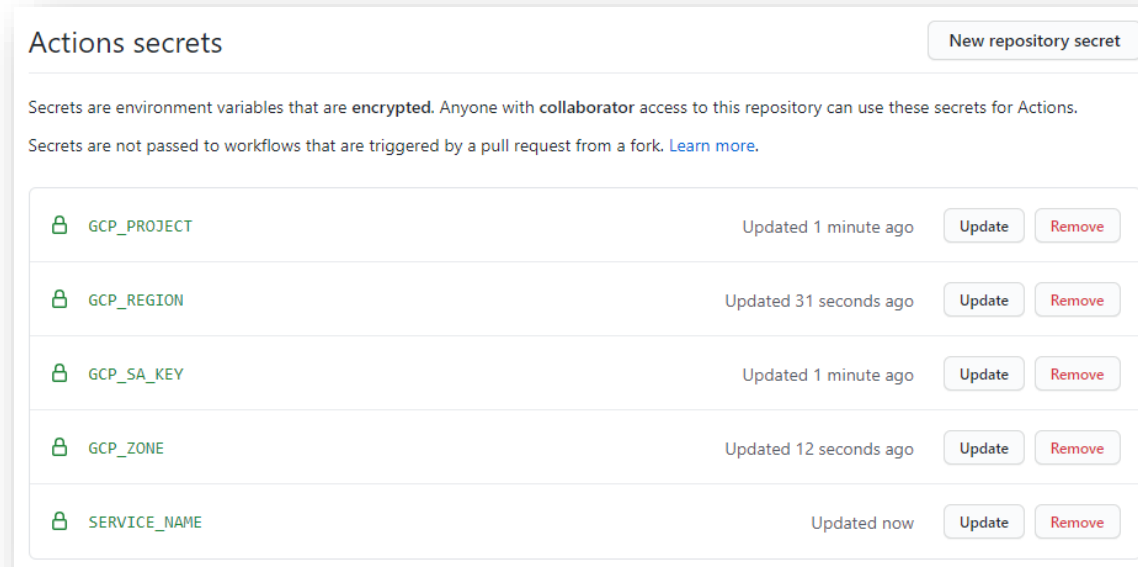 Actions secrets
New repository secret
Secrets are environment variables that are encrypted. Anyone with collaborator access to this repository can use these secrets for Actions.
Secrets are not passed to workflows that are triggered by a pull request from a fork. Learn more.
GCP_PROJECT Updated 1 minute ago Update Remove
GCP_REGION Updated 31 seconds ago Update Remove
GCP_SA_KEY Updated 1 minute ago Update Remove
GCP_ZONE Updated 12 seconds ago Update Remove
SERVICE_NAME Updated now Update Remove